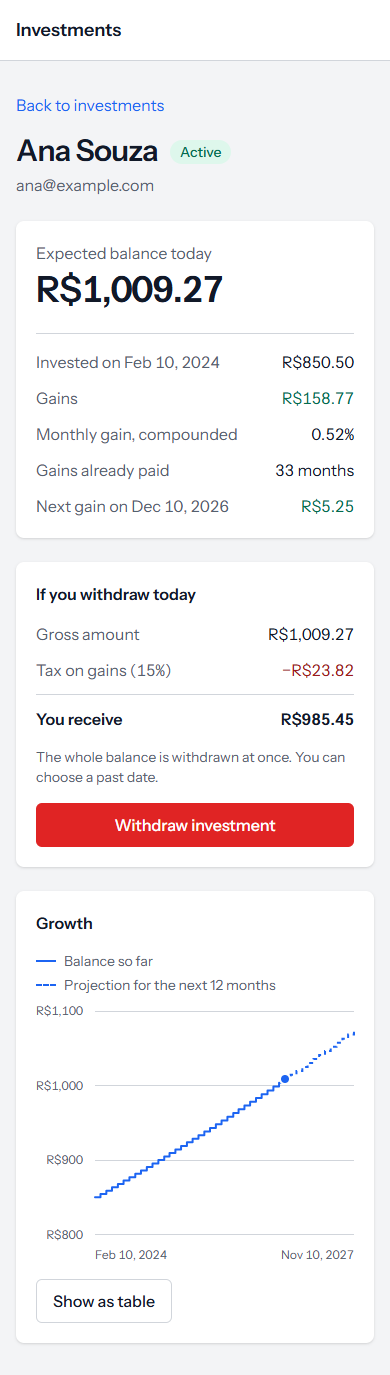 Investments
Back to investments
Ana Souza Active
ana@example.com
Expected balance today
R$1,009.27
Invested on Feb 10, 2024 R$850.50
Gains R$158.77
Monthly gain, compounded 0.52%
Gains already paid 33 months
Next gain on Dec 10, 2026 R$5.25
If you withdraw today
Gross amount R$1,009.27
Tax on gains (15%) −R$23.82
You receive R$985.45
The whole balance is withdrawn at once. You can
choose a past date.
Withdraw investment
Growth
Balance so far
Projection for the next 12 months
R$1,100
R$1,000
R$900
R$800
Feb 10, 2024 Nov 10, 2027
Show as table